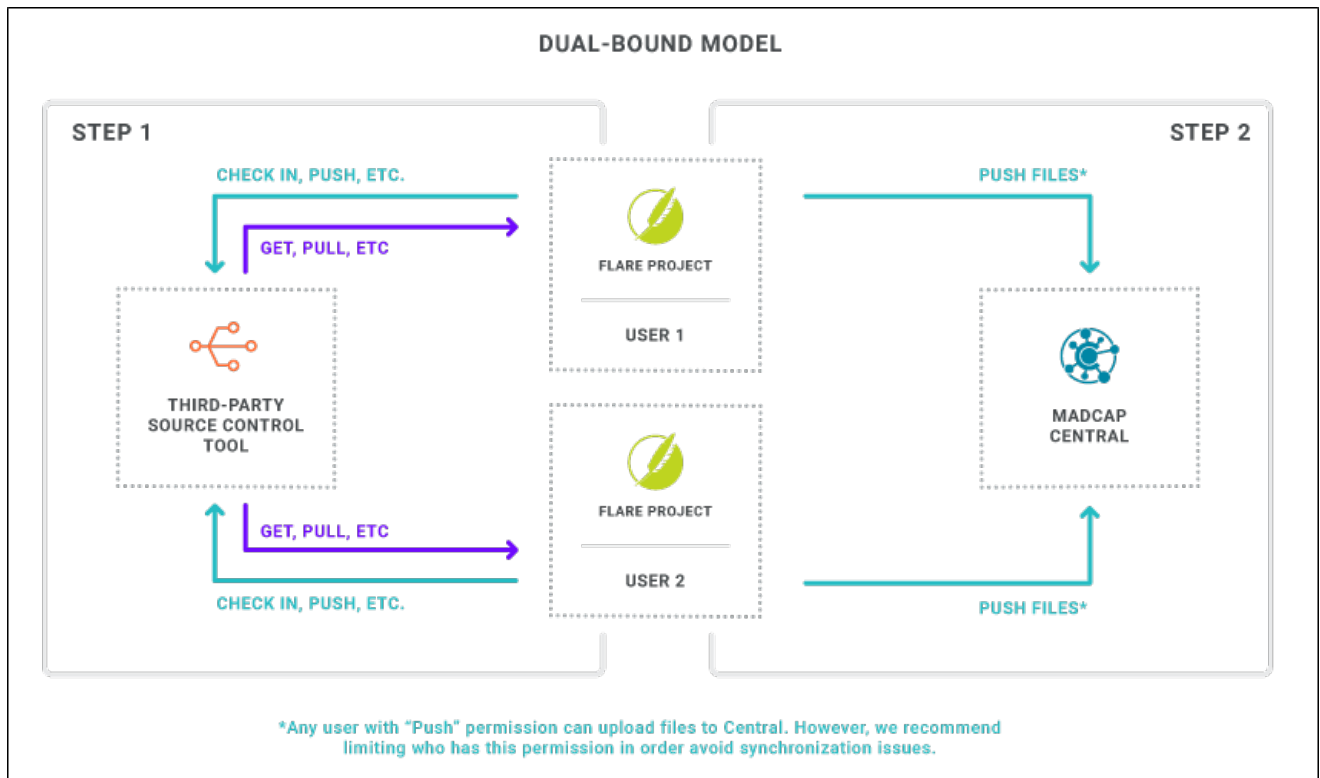 DUAL-BOUND MODEL
STEP 1
STEP 2
CHECK IN, PUSH, ETC.
GET, PULL, ETC
FLARE PROJECT
USER 1
PUSH FILES*
THIRD-PARTY
SOURCE CONTROL
TOOL
MADCAP
CENTRAL
GET, PULL, ETC
CHECK IN, PUSH, ETC.
FLARE PROJECT
USER 2
PUSH FILES*
*Any user with “Push” permission can upload files to Central. However, we recommend
limiting who has this permission in order avoid synchronization issues.